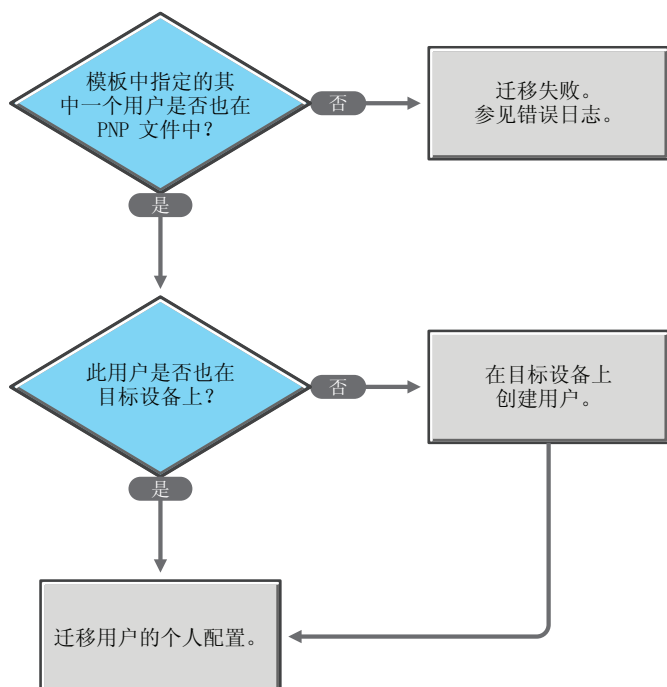 模板中指定的其
中一个用户是否也在
PNP 文件中？
否
迁移失败。
参见错误日志。
是
此用户是否也在
目标设备上？
否
在目标设备上
创建用户。
是
迁移用户的个人配置。